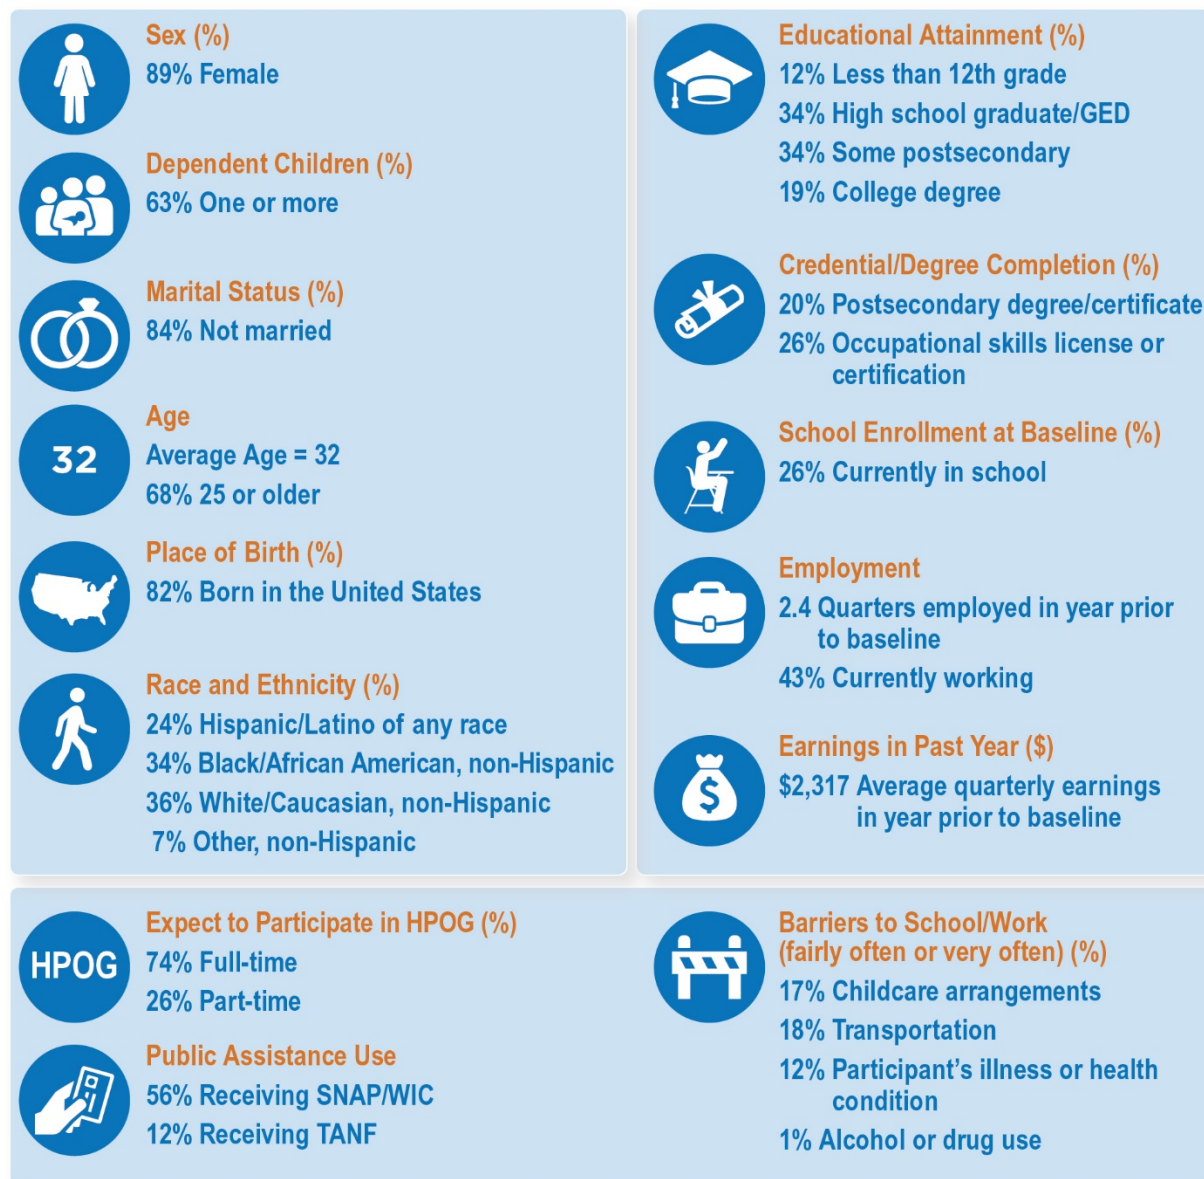 Sex (%)
89% Female
Dependent Children (%)
63% One or more
Marital Status (%)
84% Not married
32
Age
Average Age = 32
68% 25 or older
Place of Birth (%)
82% Born in the United States
Race and Ethnicity (%)
24% Hispanic/Latino of any race
34% Black/African American, non-Hispanic
36% White/Caucasian, non-Hispanic
7% Other, non-Hispanic
Educational Attainment (%)
12% Less than 12th grade
34% High school graduate/GED
34% Some postsecondary
19% College degree
Credential/Degree Completion (%)
20% Postsecondary degree/certificate
26% Occupational skills license or
certification
School Enrollment at Baseline (%)
26% Currently in school
Employment
2.4 Quarters employed in year prior
to baseline
43% Currently working
$
Earnings in Past Year ($)
$2,317 Average quarterly earnings
in year prior to baseline
HPOG
Expect to Participate in HPOG (%)
74% Full-time
26% Part-time
Public Assistance Use
56% Receiving SNAP/WIC
12% Receiving TANF
Barriers to School/Work
(fairly often or very often) (%)
17% Childcare arrangements
18% Transportation
12% Participant’s illness or health
condition
1% Alcohol or drug use